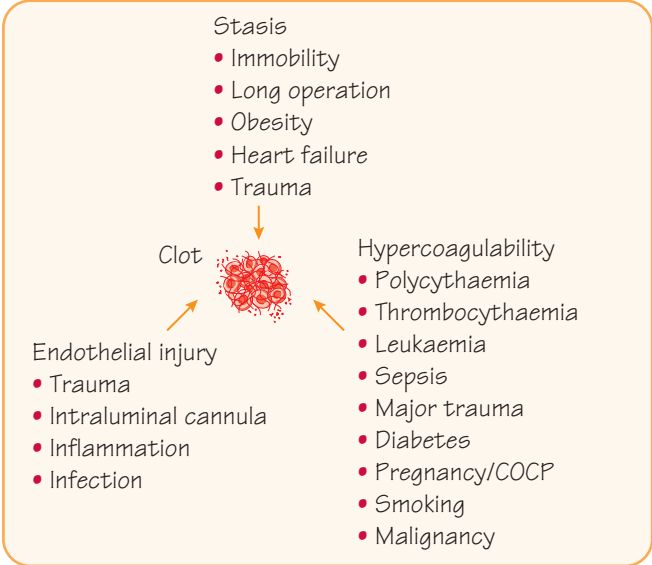 Stasis
• Immobility
• Long operation
• Obesity
• Heart failure
• Trauma
Clot
Hypercoagulability
• Polycythaemia
• Thrombocythaemia
• Leukaemia
• Sepsis
• Major trauma
• Diabetes
• Pregnancy/COCP
• Smoking
• Malignancy
Endothelial injury
• Trauma
• Intraluminal cannula
• Inflammation
• Infection